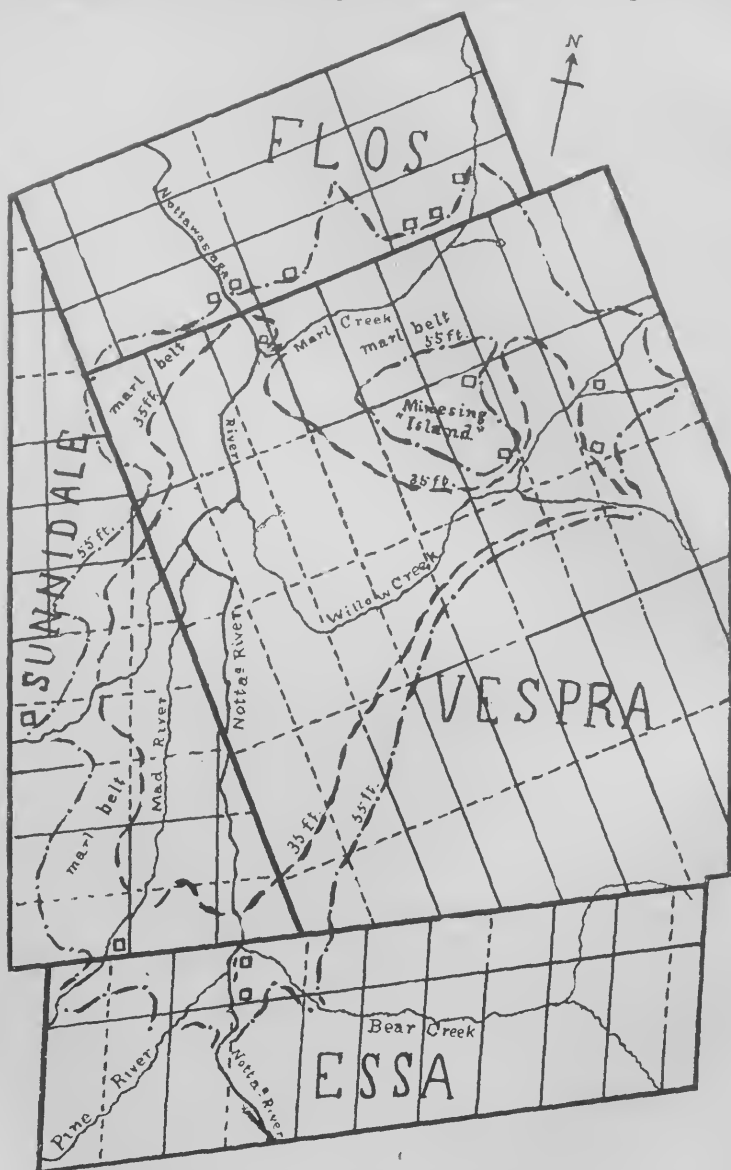 N
FLOS
Nottawasaga
Marl Creek
marl belt
55 ft.
marl belt
35 ft.
River
Minesing
"Island"
35 ft.
SUNNIDALE
55 ft.
Willow Creek
Notta⁠ª River
VESPRA
Mad River
marl belt
35 ft.
55 ft.
Bear Creek
ESSA
Pine River
Nottaª River